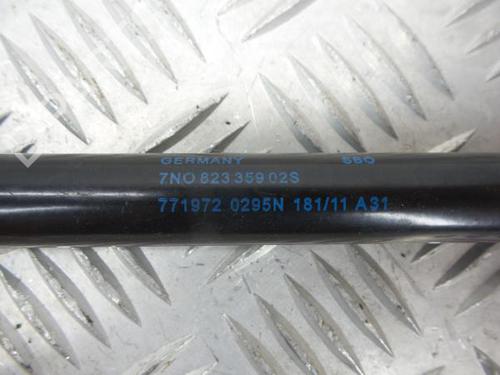 GERMANY SBO
7N0 823 359 02S
771972 0295N 181/11 A31